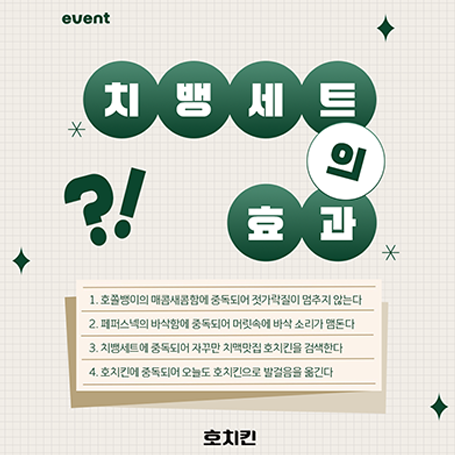 event
치뱅세트
의
효과
?!
1. 호쫄뱅이의 매콤새콤함에 중독되어 젓가락질이 멈추지 않는다
2. 페퍼스넥의 바삭함에 중독되어 머릿속에 바삭 소리가 맴돈다
3. 치뱅세트에 중독되어 자꾸만 치맥맛집 호치킨을 검색한다
4. 호치킨에 중독되어 오늘도 호치킨으로 발걸음을 옮긴다
호치킨